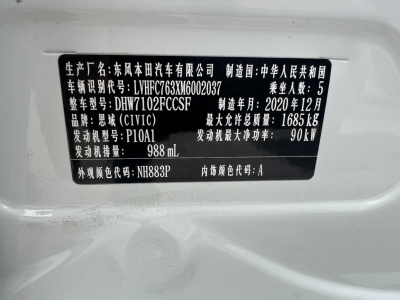 生产厂名：东风本田汽车有限公司 制造国：中华人民共和国
车辆识别代号：LVHFC763XM6002037 乘坐人数：5
整车型号：DHW7102FCCSF 制造年月：2020年12月
品牌：思域(CIVIC) 最大允许总质量：1685kg
发动机型号：P10A1 发动机最大净功率：90kW
发动机排量：988mL
外观颜色代码：NH883P 内饰颜色代码：A